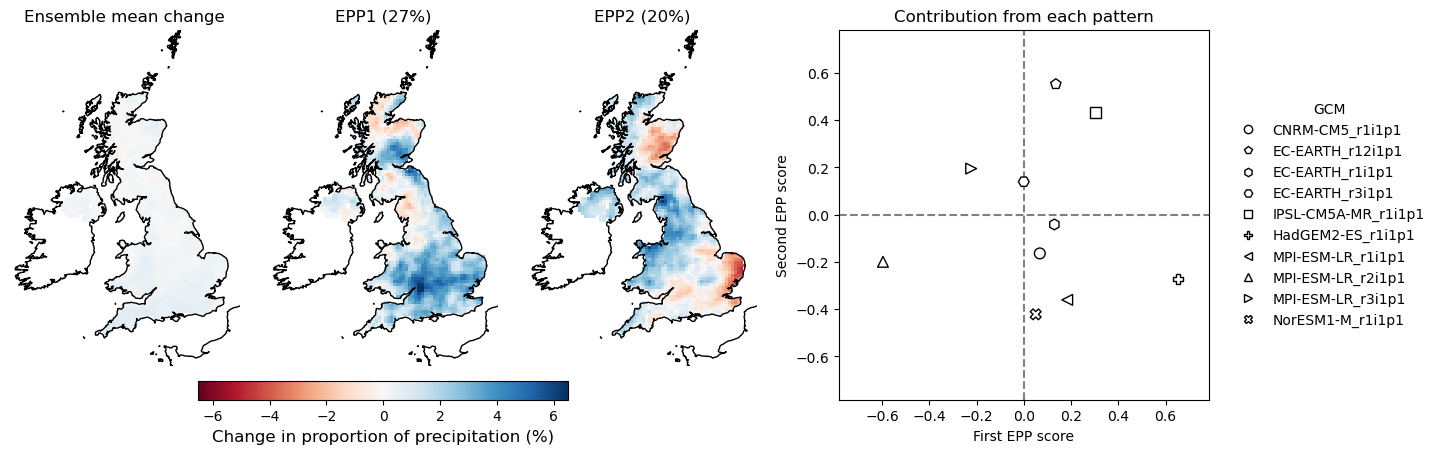 Ensemble mean change
EPP1 (27%)
EPP2 (20%)
−6 −4 −2 0 2 4 6
Change in proportion of precipitation (%)
Contribution from each pattern
Second EPP score
0.6
0.4
0.2
0.0
−0.2
−0.4
−0.6
−0.6 −0.4 −0.2 0.0 0.2 0.4 0.6
First EPP score
GCM
CNRM-CM5_r1i1p1
EC-EARTH_r12i1p1
EC-EARTH_r1i1p1
EC-EARTH_r3i1p1
IPSL-CM5A-MR_r1i1p1
HadGEM2-ES_r1i1p1
MPI-ESM-LR_r1i1p1
MPI-ESM-LR_r2i1p1
MPI-ESM-LR_r3i1p1
NorESM1-M_r1i1p1